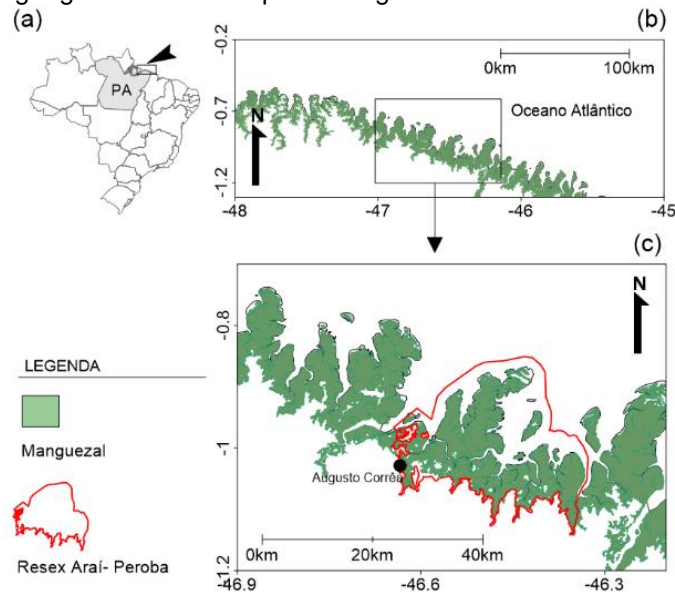 (a)
PA
(b)
-0.2
-0.7
-1.2
0km 100km
Oceano Atlântico
N
-48 -47 -46 -45
(c)
N
-0.8
-1
-1.2
Augusto Corrêa
0km 20km 40km
-46.9 -46.6 -46.3
LEGENDA
Manguezal
Resex Araí- Peroba